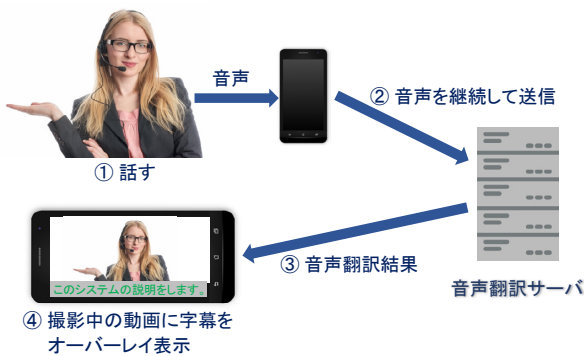 音声
② 音声を継続して送信
① 話す
このシステムの説明をします。
③ 音声翻訳結果
音声翻訳サーバ
④ 撮影中の動画に字幕を
オーバーレイ表示